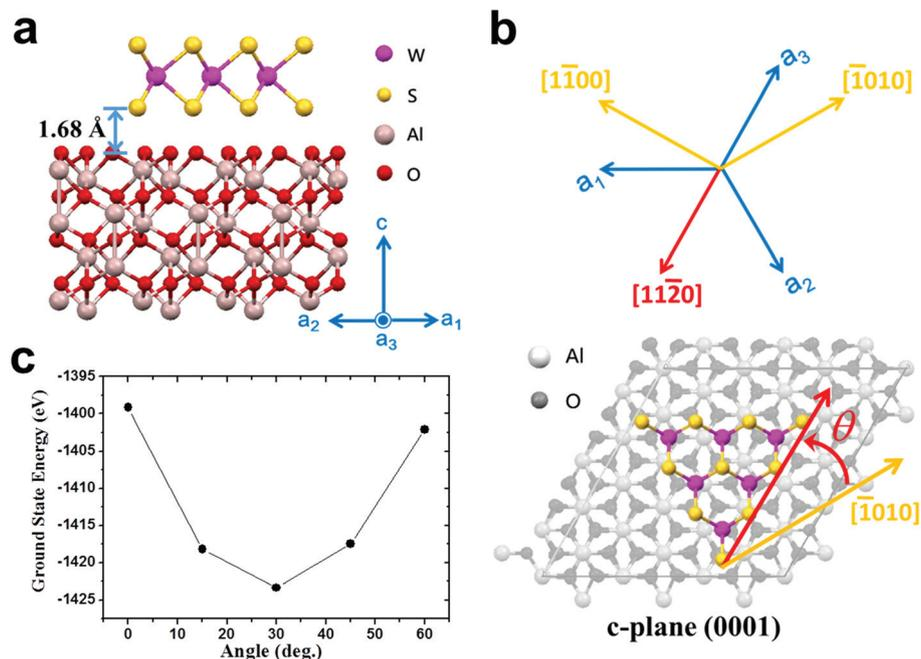 a
W
S
1.68 Å
Al
O
c
a₂
a₃
a₁
b
[11̅00]
a₃
[1̅010]
a₁
[112̅0]
a₂
Al
O
θ
[1̅010]
c-plane (0001)
c
Ground State Energy (eV)
-1395
-1400
-1405
-1410
-1415
-1420
-1425
0 10 20 30 40 50 60
Angle (deg.)